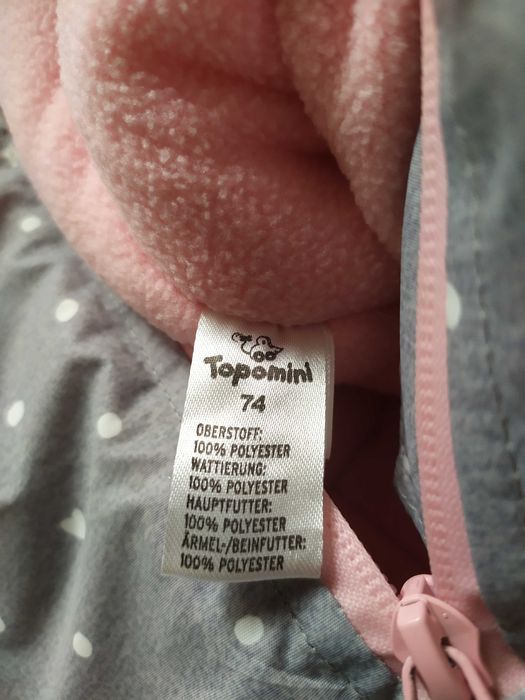 Topomini
74
OBERSTOFF:
100% POLYESTER
WATTIERUNG:
100% POLYESTER
HAUPTFUTTER:
100% POLYESTER
ÄRMEL-/BEINFUTTER:
100% POLYESTER